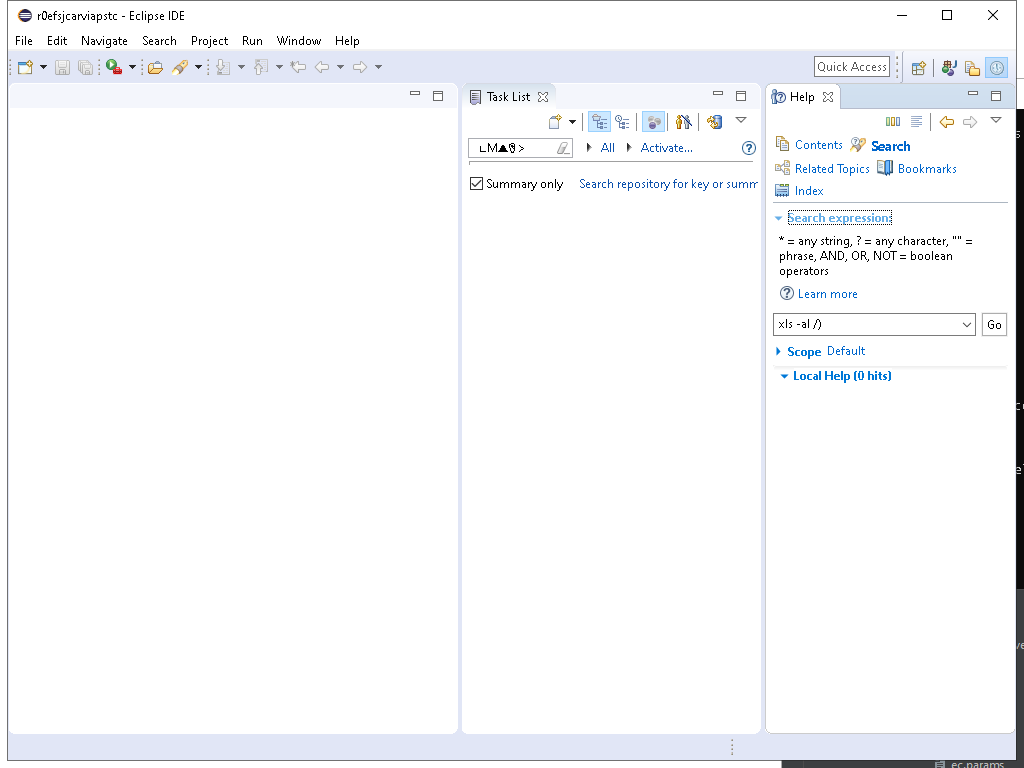 r0efsjcarviapstc - Eclipse IDE
File Edit Navigate Search Project Run Window Help
Quick Access
Task List
Help
Contents Search
All Activate...
Related Topics Bookmarks
Summary only Search repository for key or summ
Index
Search expression:
* = any string, ? = any character, "" =
phrase, AND, OR, NOT = boolean
operators
Learn more
xls -al /)
Go
Scope Default
Local Help (0 hits)
ec.params